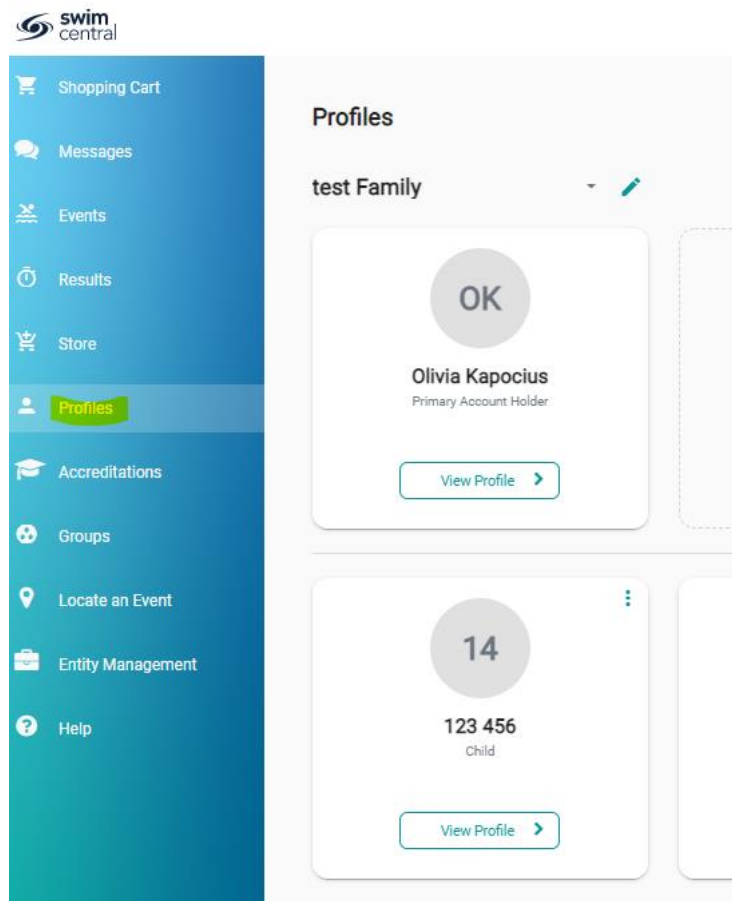 swim
central
Shopping Cart
Messages
Events
Results
Store
Profiles
Accreditations
Groups
Locate an Event
Entity Management
Help
Profiles
test Family
OK
Olivia Kapocius
Primary Account Holder
View Profile
14
123 456
Child
View Profile